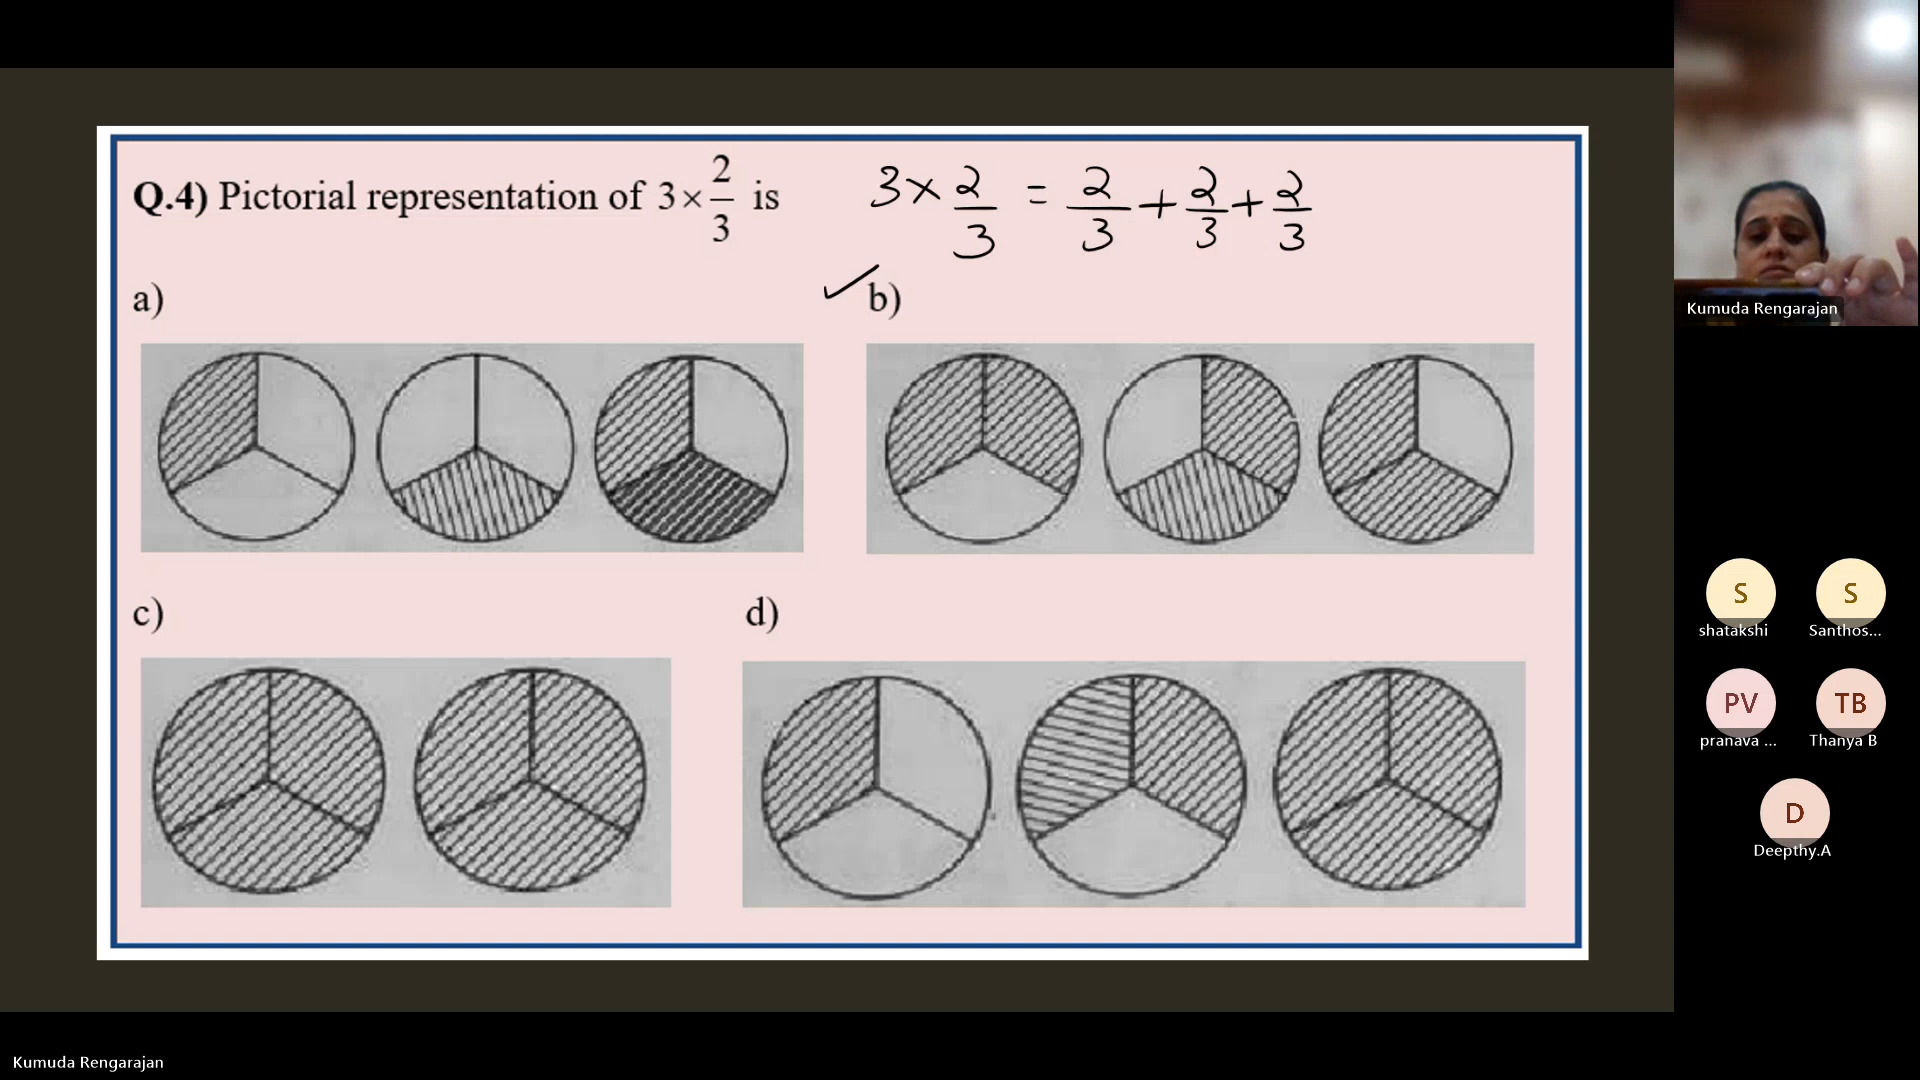 Q.4) Pictorial representation of 3 × 2/3 is
3 × 2/3 = 2/3 + 2/3 + 2/3
a)
✓ b)
c)
d)
Kumuda Rengarajan
S
S
shatakshi
Santhos...
PV
TB
pranava ...
Thanya B
D
Deepthy.A
Kumuda Rengarajan